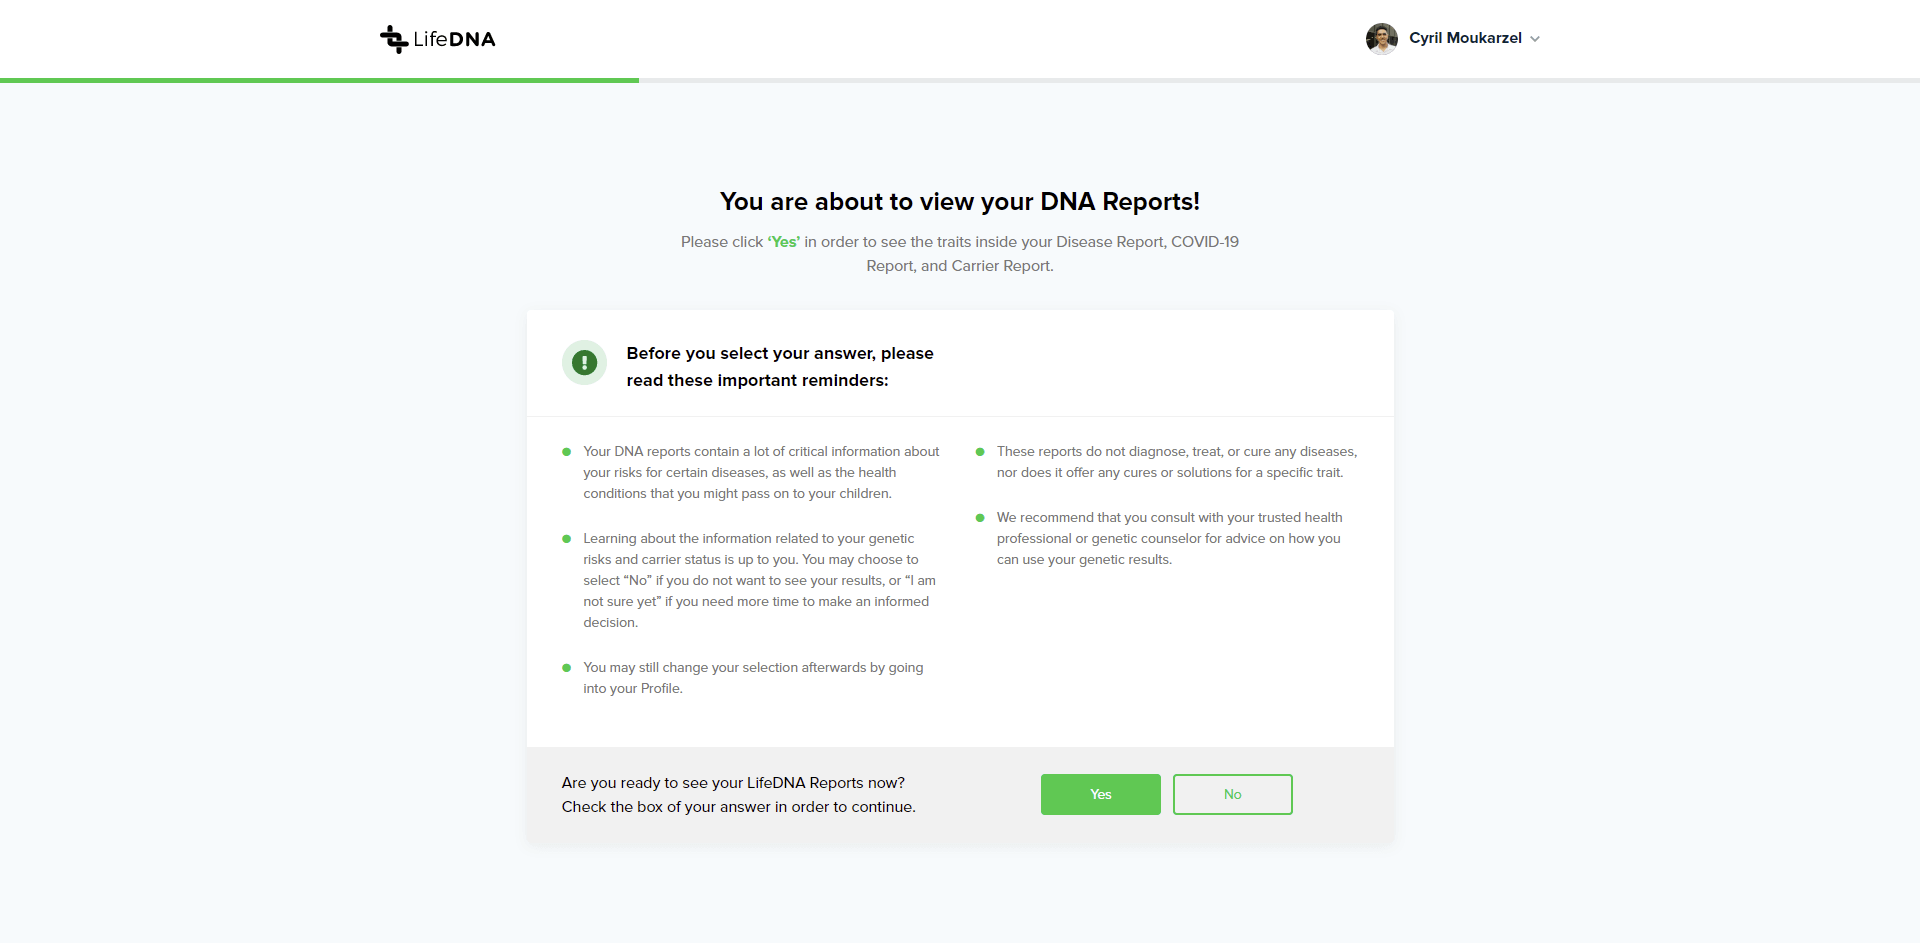 LifeDNA
Cyril Moukarzel
You are about to view your DNA Reports!
Please click ‘Yes’ in order to see the traits inside your Disease Report, COVID-19
Report, and Carrier Report.
Before you select your answer, please
read these important reminders:
Your DNA reports contain a lot of critical information about
your risks for certain diseases, as well as the health
conditions that you might pass on to your children.
Learning about the information related to your genetic
risks and carrier status is up to you. You may choose to
select “No” if you do not want to see your results, or “I am
not sure yet” if you need more time to make an informed
decision.
You may still change your selection afterwards by going
into your Profile.
These reports do not diagnose, treat, or cure any diseases,
nor does it offer any cures or solutions for a specific trait.
We recommend that you consult with your trusted health
professional or genetic counselor for advice on how you
can use your genetic results.
Are you ready to see your LifeDNA Reports now?
Check the box of your answer in order to continue.
Yes
No